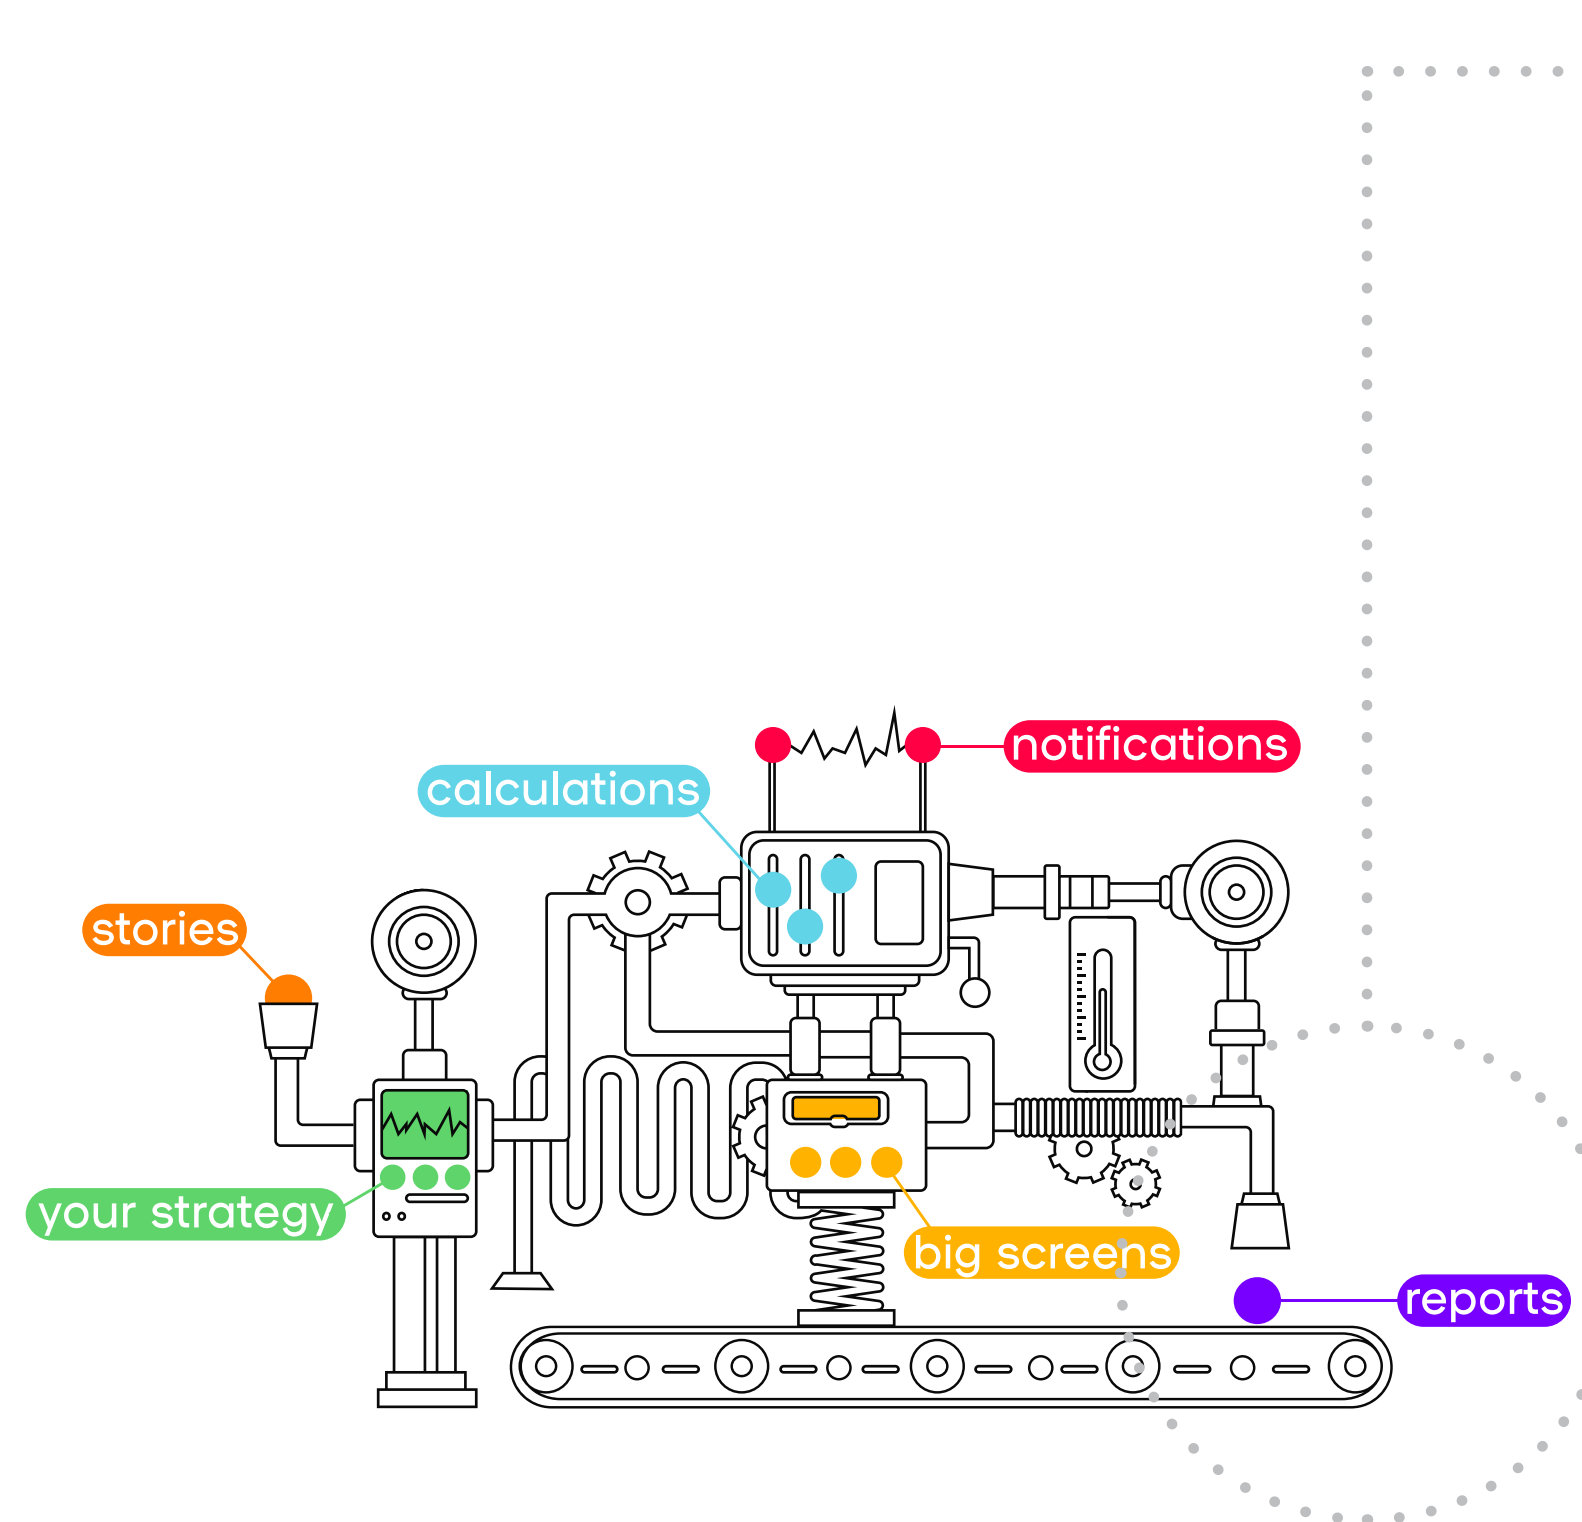 notifications
calculations
stories
your strategy
big screens
reports